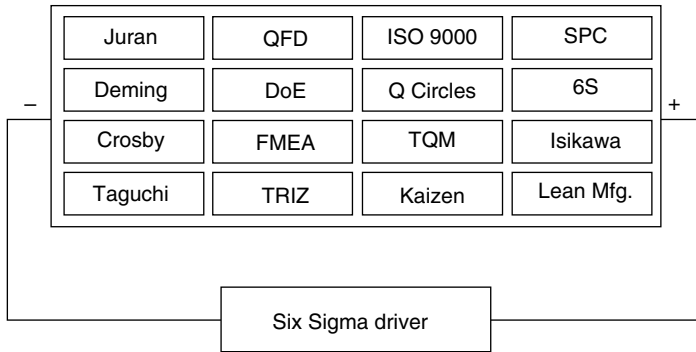 Juran QFD ISO 9000 SPC
– Deming DoE Q Circles 6S +
Crosby FMEA TQM Isikawa
Taguchi TRIZ Kaizen Lean Mfg.
Six Sigma driver